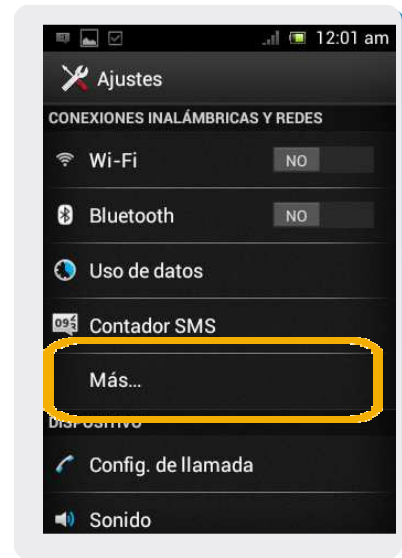 12:01 am
Ajustes
CONEXIONES INALÁMBRICAS Y REDES
Wi-Fi NO
Bluetooth NO
Uso de datos
Contador SMS
Más...
DISPOSITIVO
Config. de llamada
Sonido